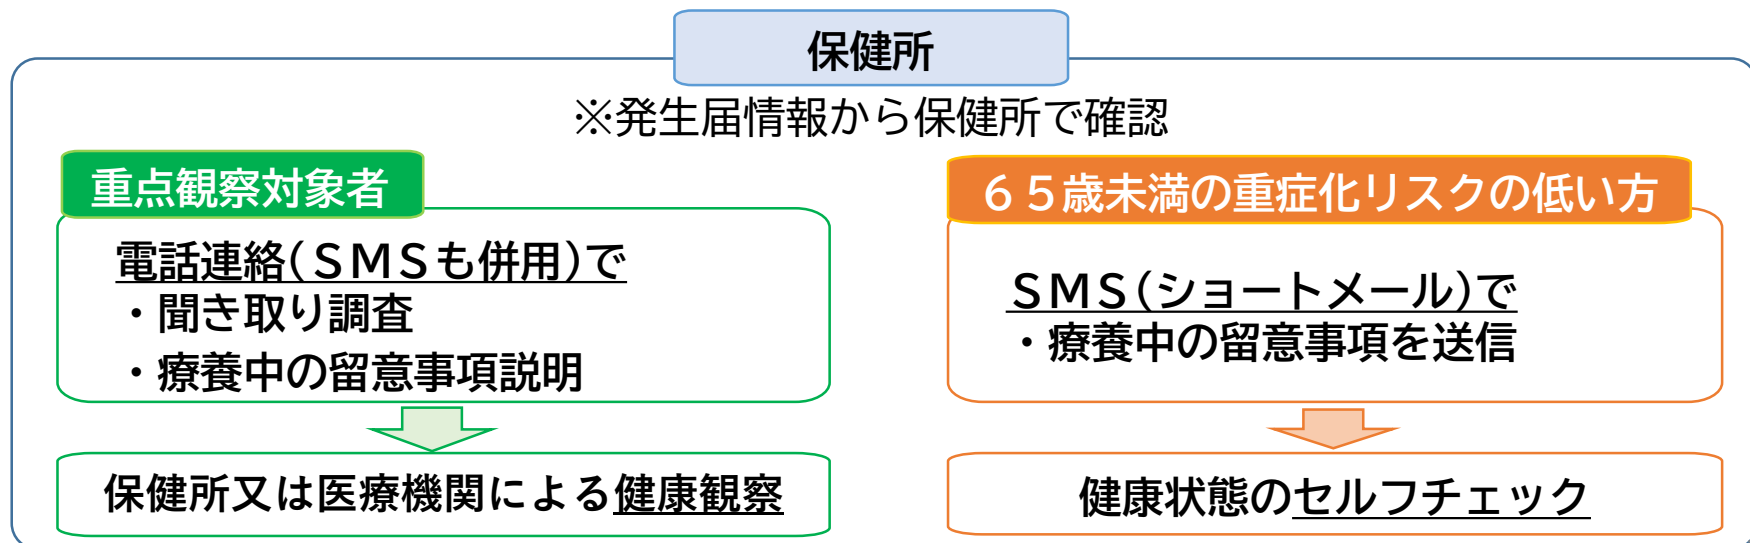 保健所
※発生届情報から保健所で確認
重点観察対象者
電話連絡(ＳＭＳも併用)で
・聞き取り調査
・療養中の留意事項説明
保健所又は医療機関による健康観察
６５歳未満の重症化リスクの低い方
ＳＭＳ(ショートメール)で
・療養中の留意事項を送信
健康状態のセルフチェック